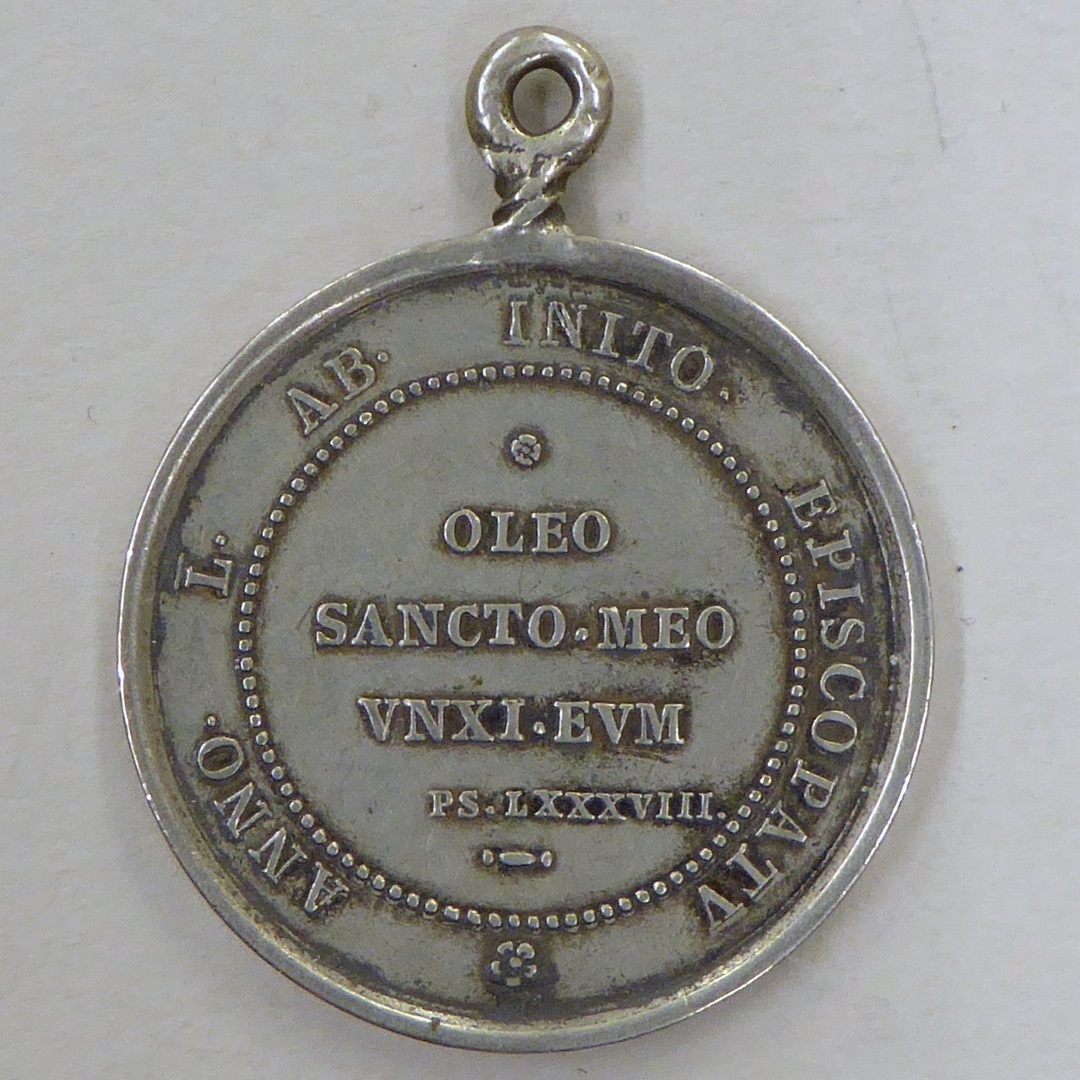 ANNO. L. AB. INITO. EPISCOPATV
OLEO
SANCTO·MEO
VNXI·EVM
PS·LXXXVIII.